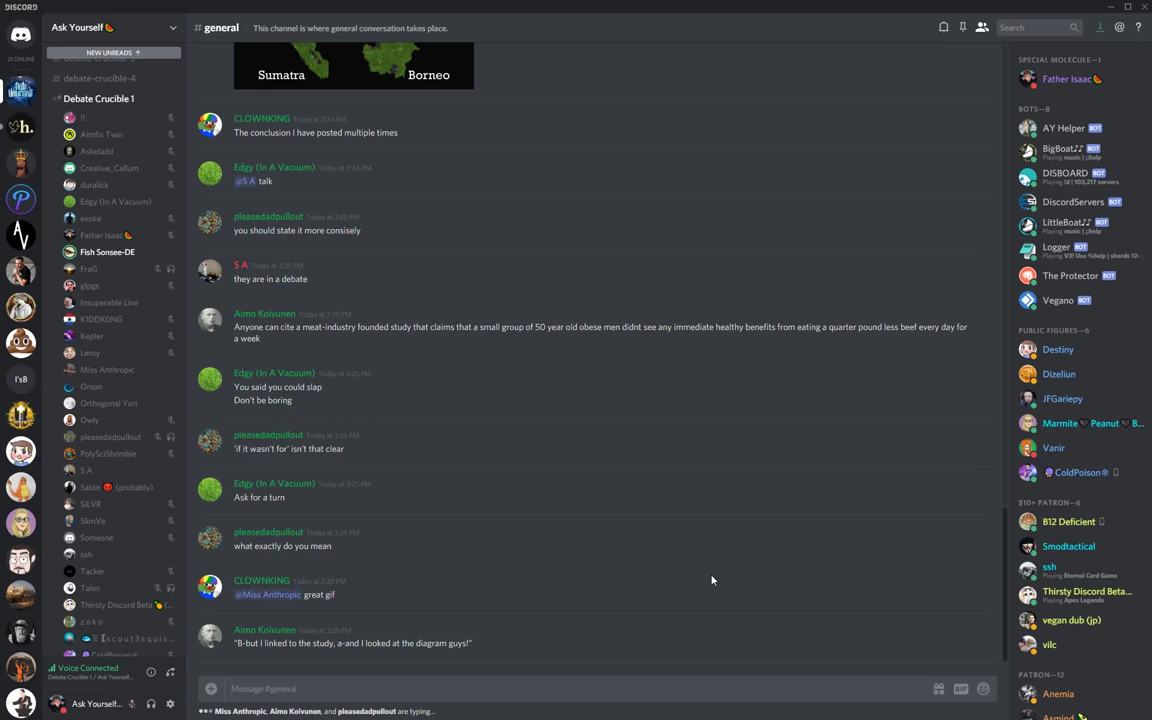 DISCORD
Ask Yourself🍉
# general
This channel is where general conversation takes place.
Search
21 ONLINE
NEW UNREADS ↑
# debate-crucible-4
Debate Crucible 1
!!
Aimfix Twin
Askeladd
Creative_Callum
duralick
Edgy (In A Vacuum)
evoke
Father Isaac🍉
Fish Sonsee-DE
FraG
glpgs
Insuperable Line
K1DDKONG
Kepler
Leroy
Miss Anthropic
Orson
Orthogonal Yuri
Owly
pleasedadpullout
PolySciShombie
S A
Satan 😈 (probably)
SiLVR
SlimVe
Someone
ssh
Tacker
Talos
Thirsty Discord Beta...
z o k o
s c o u t 3 s q u i s...
ColdPoison
Voice Connected
Debate Crucible 1 / Ask Yourself...
Ask Yourself...
I'sB
Sumatra
Borneo
CLOWNKING Today at 3:24 PM
The conclusion I have posted multiple times
Edgy (In A Vacuum) Today at 3:24 PM
@S A talk
pleasedadpullout Today at 3:25 PM
you should state it more consisely
S A Today at 3:25 PM
they are in a debate
Aimo Koivunen Today at 3:25 PM
Anyone can cite a meat-industry founded study that claims that a small group of 50 year old obese men didnt see any immediate healthy benefits from eating a quarter pound less beef every day for
a week
Edgy (In A Vacuum) Today at 3:25 PM
You said you could slap
Don't be boring
pleasedadpullout Today at 3:25 PM
'if it wasn't for' isn't that clear
Edgy (In A Vacuum) Today at 3:25 PM
Ask for a turn
pleasedadpullout Today at 3:25 PM
what exactly do you mean
CLOWNKING Today at 3:25 PM
@Miss Anthropic great gif
Aimo Koivunen Today at 3:25 PM
"B-but I linked to the study, a-and I looked at the diagram guys!"
Message #general
GIF
Miss Anthropic, Aimo Koivunen, and pleasedadpullout are typing...
SPECIAL MOLECULE—1
Father Isaac🍉
BOTS—8
AY Helper BOT
BigBoat♪♪ BOT
Playing music | ;;help
DISBOARD BOT
Playing !d | 103,217 servers
DiscordServers BOT
LittleBoat♪♪ BOT
Playing music | ;;help
Logger BOT
Playing V3! Use %help | shards 12-...
The Protector BOT
Vegano BOT
PUBLIC FIGURES—6
Destiny
Dizeliun
JFGariepy
Marmite🖤Peanut🖤B...
Vanir
🔮ColdPoison❄
$10+ PATRON—6
B12 Deficient
Smodtactical
ssh
Playing Eternal Card Game
Thirsty Discord Beta...
Playing Apex Legends
vegan dub (jp)
vilc
PATRON—12
Anemia
Asmind